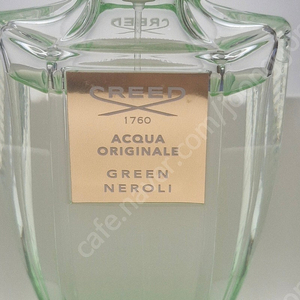 CREED
1760
ACQUA
ORIGINALE
GREEN
NEROLI